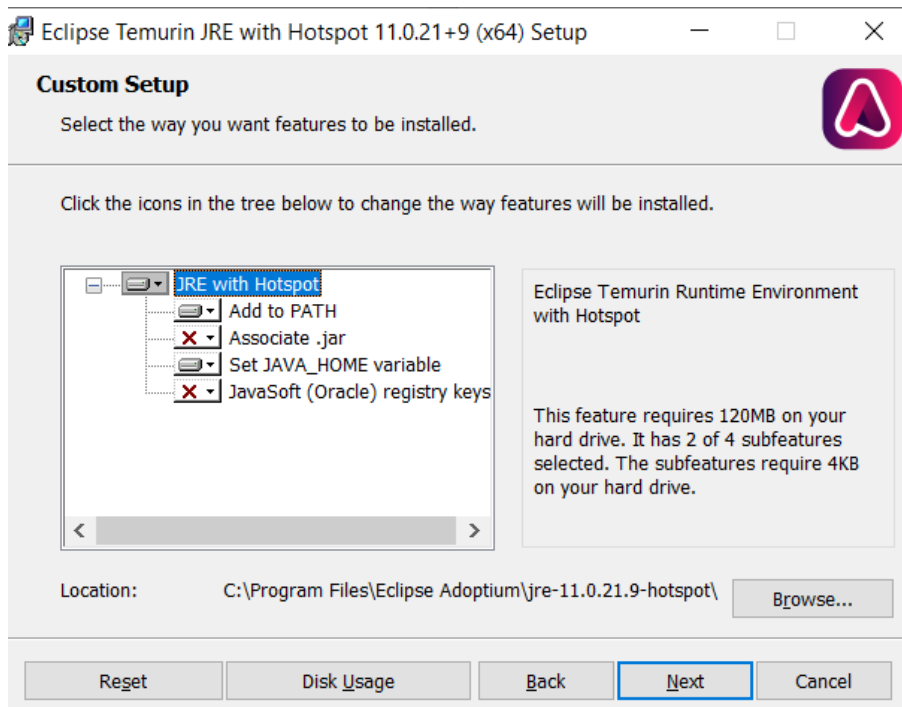 Eclipse Temurin JRE with Hotspot 11.0.21+9 (x64) Setup
Custom Setup
Select the way you want features to be installed.
Click the icons in the tree below to change the way features will be installed.
JRE with Hotspot
Add to PATH
Associate .jar
Set JAVA_HOME variable
JavaSoft (Oracle) registry keys
Eclipse Temurin Runtime Environment
with Hotspot
This feature requires 120MB on your
hard drive. It has 2 of 4 subfeatures
selected. The subfeatures require 4KB
on your hard drive.
Location: C:\Program Files\Eclipse Adoptium\jre-11.0.21.9-hotspot\ Browse...
Reset Disk Usage Back Next Cancel